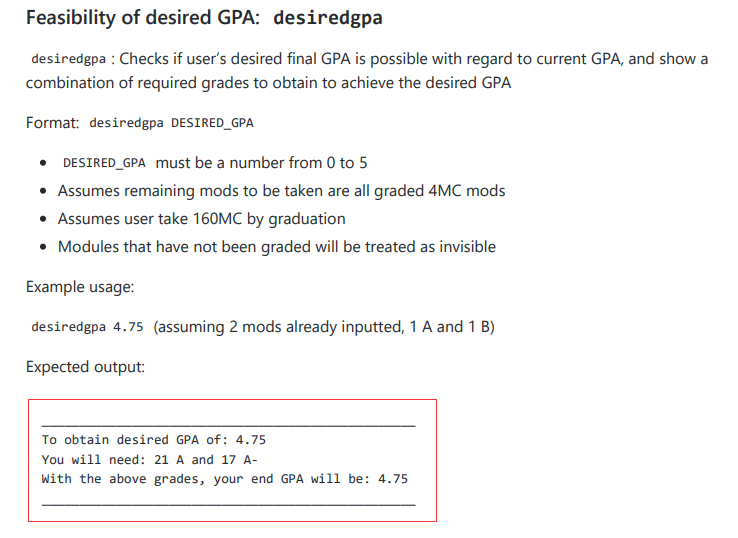 Feasibility of desired GPA: desiredgpa
desiredgpa : Checks if user's desired final GPA is possible with regard to current GPA, and show a
combination of required grades to obtain to achieve the desired GPA
Format: desiredgpa DESIRED_GPA
• DESIRED_GPA must be a number from 0 to 5
• Assumes remaining mods to be taken are all graded 4MC mods
• Assumes user take 160MC by graduation
• Modules that have not been graded will be treated as invisible
Example usage:
desiredgpa 4.75 (assuming 2 mods already inputted, 1 A and 1 B)
Expected output:
To obtain desired GPA of: 4.75
You will need: 21 A and 17 A-
With the above grades, your end GPA will be: 4.75